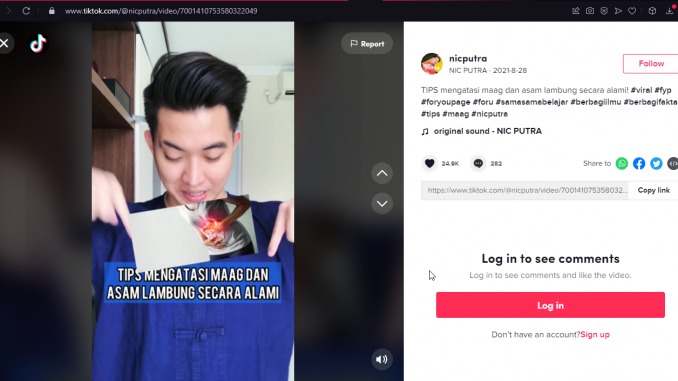 www.tiktok.com/@nicputra/video/7001410753580322049
Report
TIPS MENGATASI MAAG DAN
ASAM LAMBUNG SECARA ALAMI
nicputra
NIC PUTRA · 2021-8-28
Follow
TIPS mengatasi maag dan asam lambung secara alami! #viral #fyp
#foryoupage #foru #samasamabelajar #berbagiilmu #berbagifakta
#tips #maag #nicputra
original sound - NIC PUTRA
24.9K
282
Share to
https://www.tiktok.com/@nicputra/video/700141075358032...
Copy link
Log in to see comments
Log in to see comments and like the video.
Log in
Don't have an account? Sign up